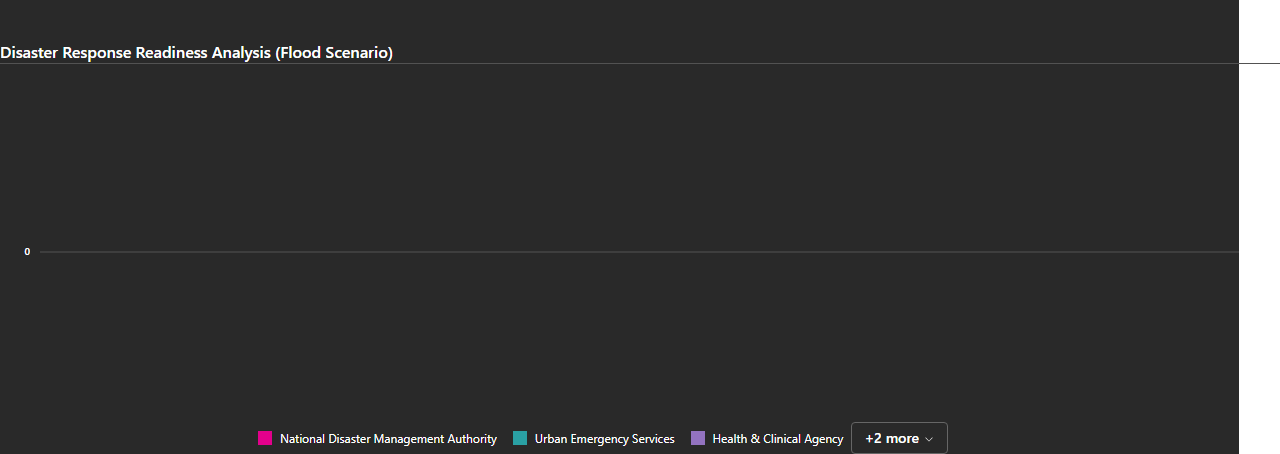 Disaster Response Readiness Analysis (Flood Scenario)
0
National Disaster Management Authority Urban Emergency Services Health & Clinical Agency +2 more